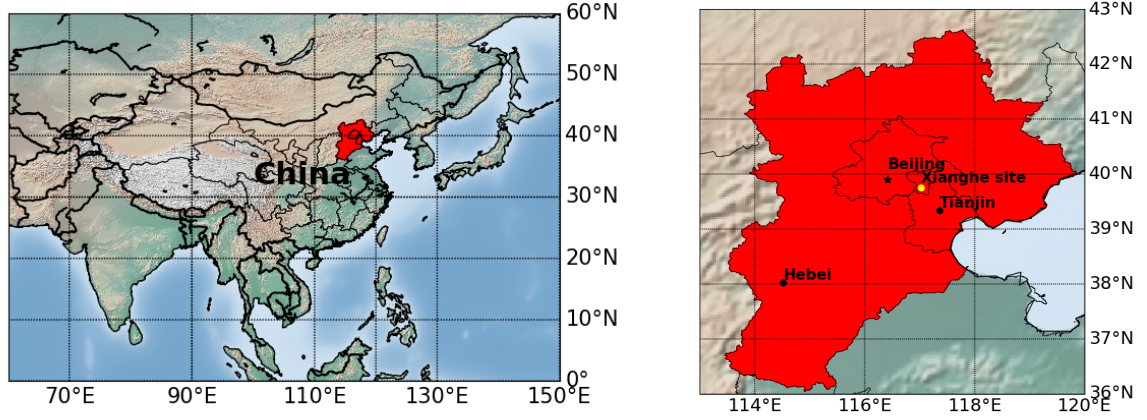 60°N
50°N
40°N
China
30°N
20°N
10°N
0°
70°E
90°E
110°E
130°E
150°E
43°N
42°N
41°N
Beijing
40°N
Xianghe site
Tianjin
39°N
Hebei
38°N
37°N
36°N
114°E
116°E
118°E
120°E